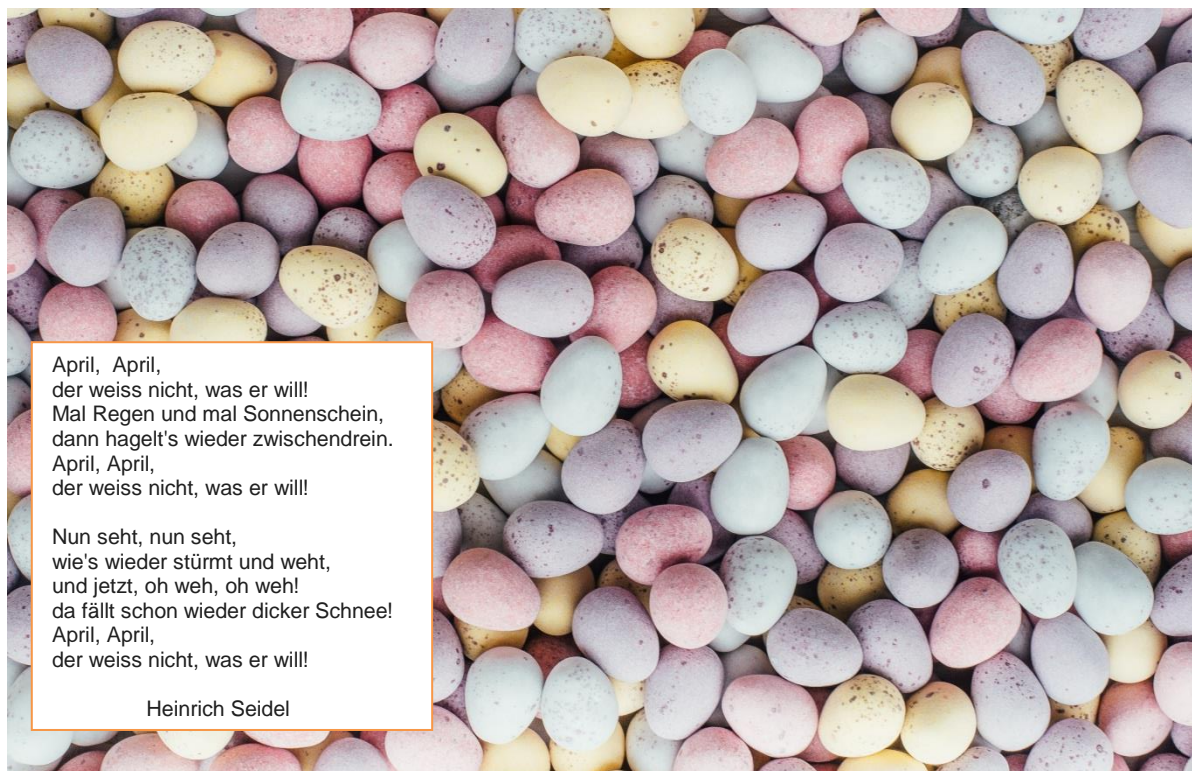 April,  April,
der weiss nicht, was er will!
Mal Regen und mal Sonnenschein,
dann hagelt's wieder zwischendrein.
April, April,
der weiss nicht, was er will!
Nun seht, nun seht,
wie's wieder stürmt und weht,
und jetzt, oh weh, oh weh!
da fällt schon wieder dicker Schnee!
April, April,
der weiss nicht, was er will!
Heinrich Seidel